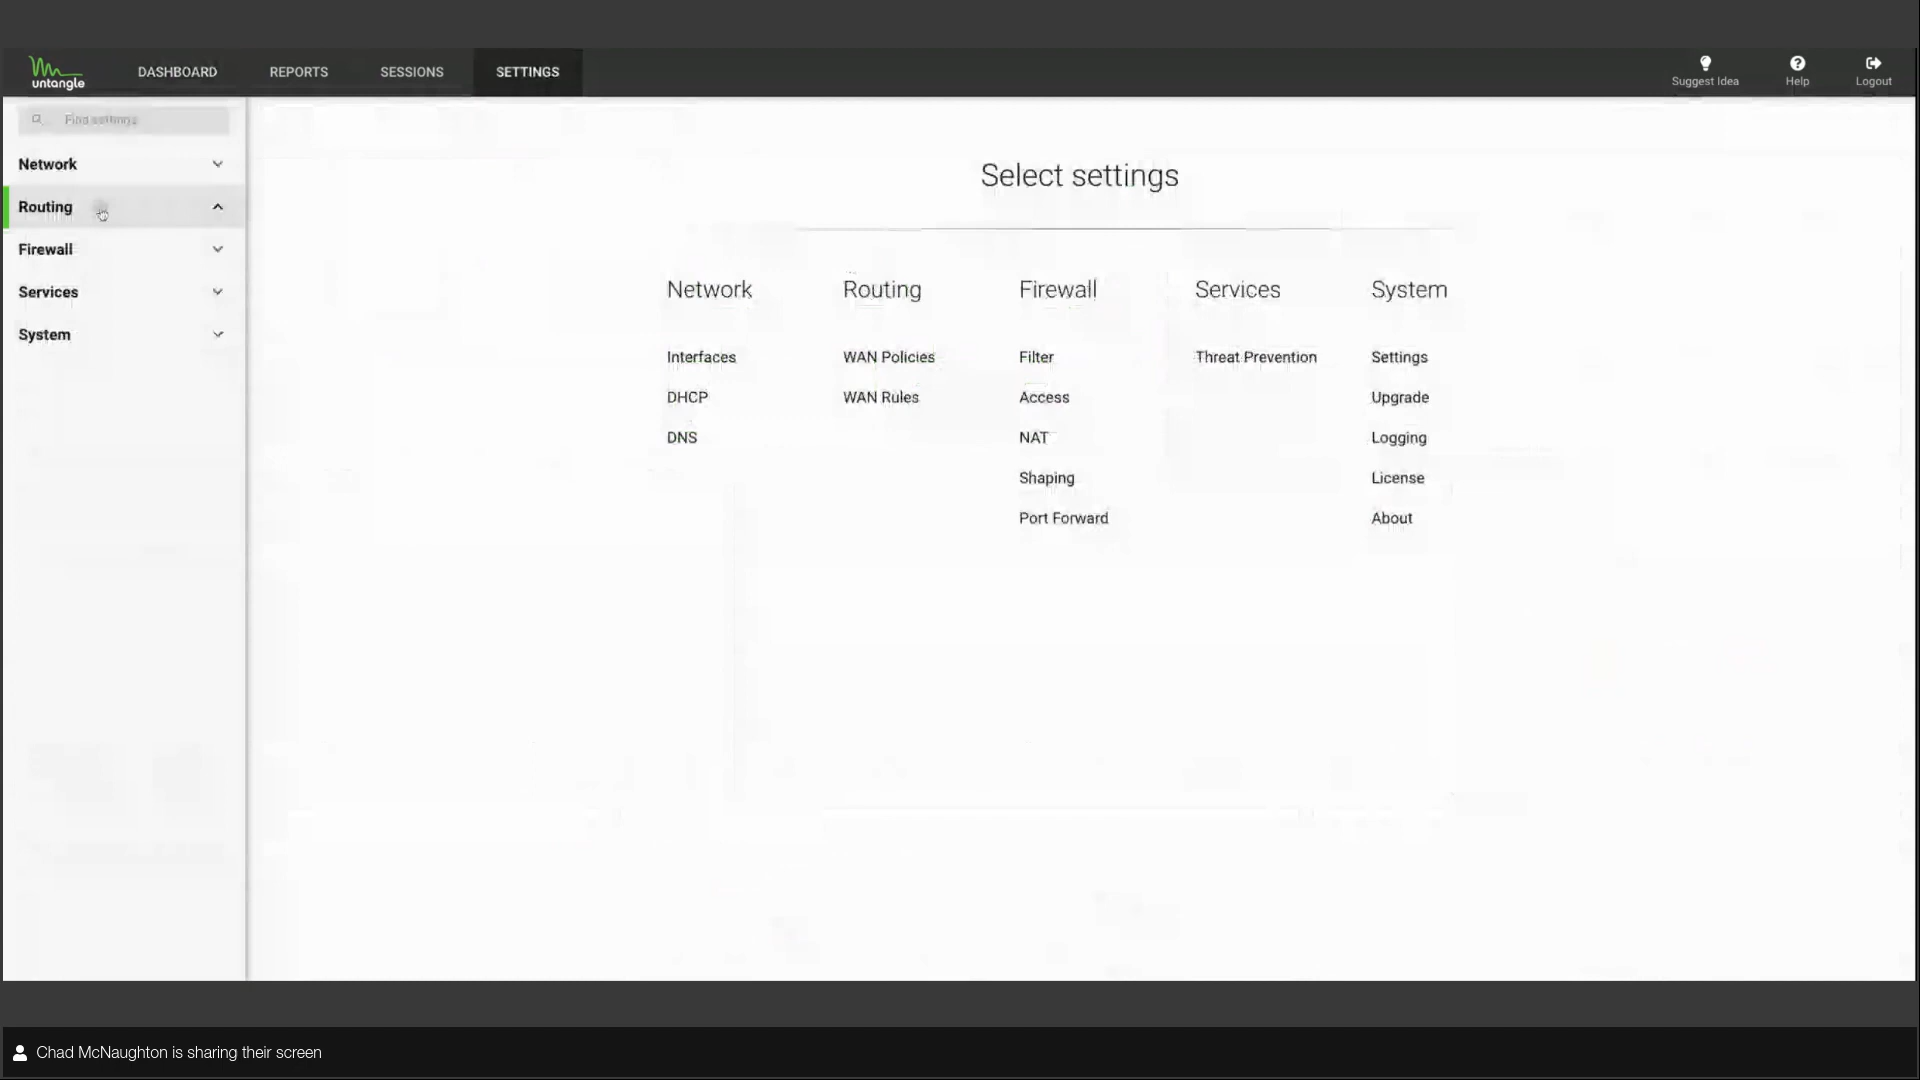 untangle
DASHBOARD
REPORTS
SESSIONS
SETTINGS
Suggest Idea
Help
Logout
Find settings
Network
Routing
Firewall
Services
System
Select settings
Network
Interfaces
DHCP
DNS
Routing
WAN Policies
WAN Rules
Firewall
Filter
Access
NAT
Shaping
Port Forward
Services
Threat Prevention
System
Settings
Upgrade
Logging
License
About
Chad McNaughton is sharing their screen